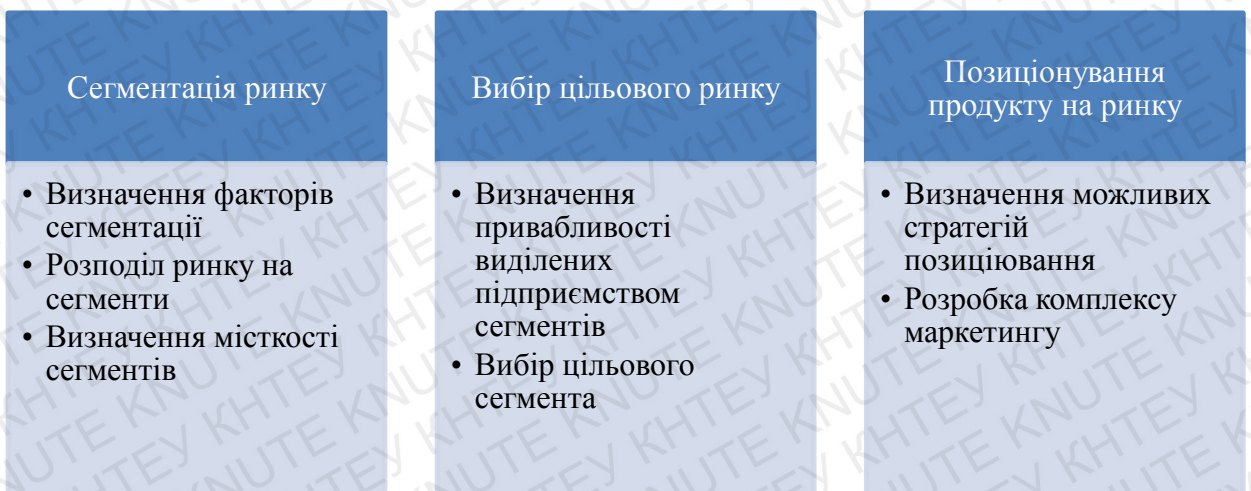 Сегментація ринку
• Визначення факторів
сегментації
• Розподіл ринку на
сегменти
• Визначення місткості
сегментів
Вибір цільового ринку
• Визначення
привабливості
виділених
підприємством
сегментів
• Вибір цільового
сегмента
Позиціонування
продукту на ринку
• Визначення можливих
стратегій
позиціювання
• Розробка комплексу
маркетингу